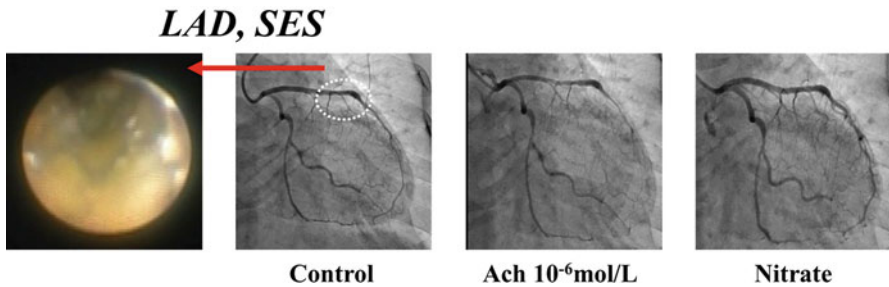 LAD, SES
Control
Ach 10⁻⁶mol/L
Nitrate